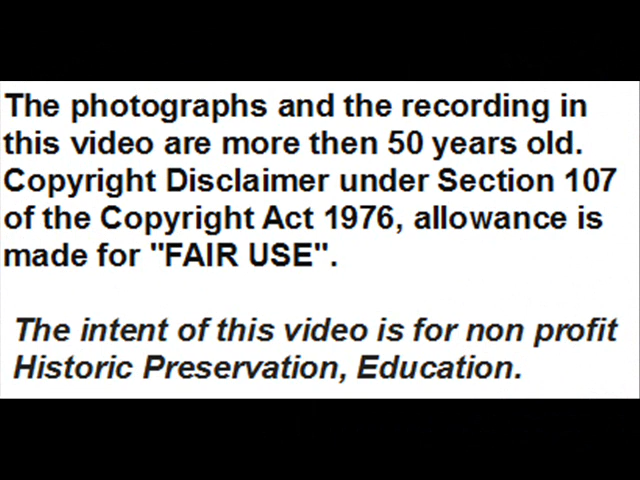 The photographs and the recording in
this video are more then 50 years old.
Copyright Disclaimer under Section 107
of the Copyright Act 1976, allowance is
made for "FAIR USE".
The intent of this video is for non profit
Historic Preservation, Education.